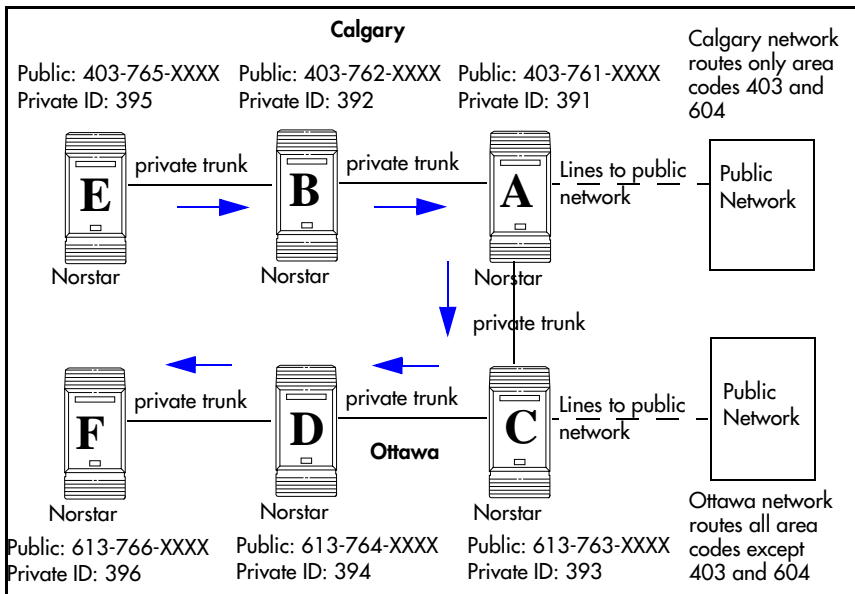 Calgary
Public: 403-765-XXXX
Private ID: 395
Public: 403-762-XXXX
Private ID: 392
Public: 403-761-XXXX
Private ID: 391
Calgary network
routes only area
codes 403 and
604
E
private trunk
B
private trunk
A
Lines to public
network
Public
Network
Norstar
Norstar
Norstar
private trunk
F
private trunk
D
private trunk
C
Lines to public
network
Public
Network
Ottawa
Norstar
Norstar
Norstar
Public: 613-766-XXXX
Private ID: 396
Public: 613-764-XXXX
Private ID: 394
Public: 613-763-XXXX
Private ID: 393
Ottawa network
routes all area
codes except
403 and 604